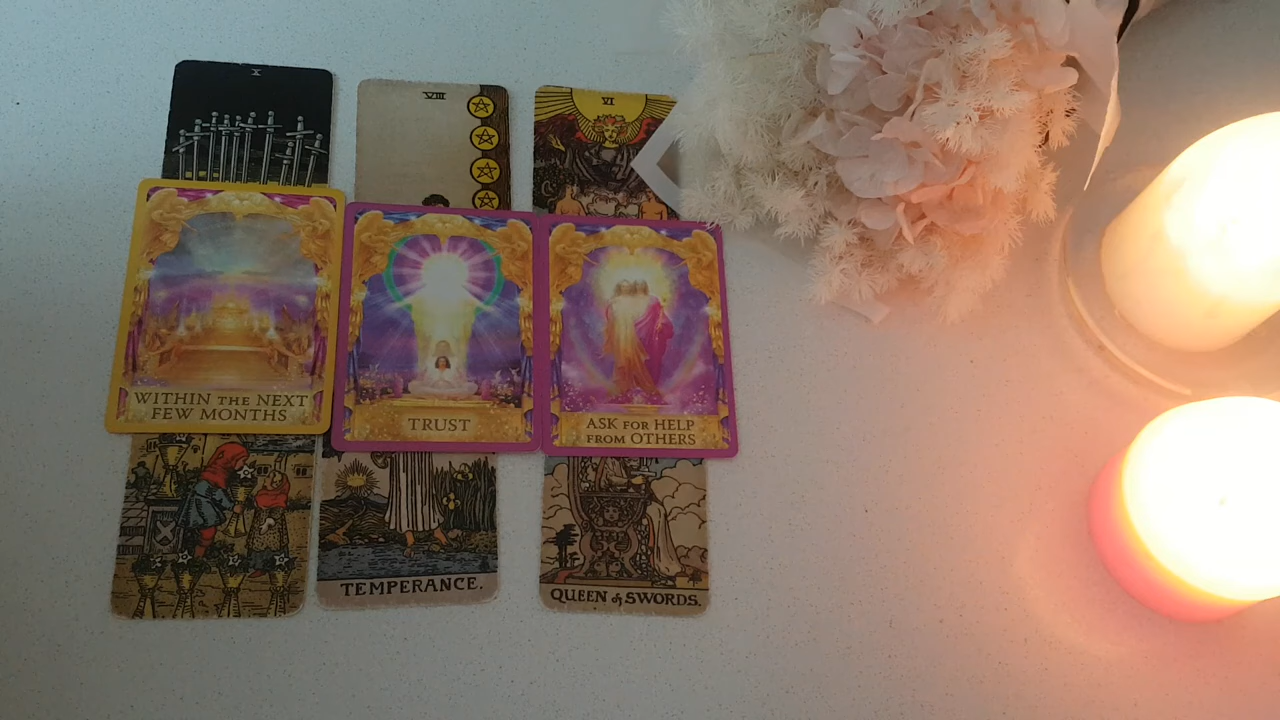 X
VIII
VI
WITHIN THE NEXT
FEW MONTHS
TRUST
ASK FOR HELP
FROM OTHERS
TEMPERANCE.
QUEEN of SWORDS.